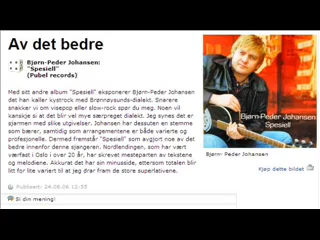 Av det bedre
Bjørn-Peder Johansen:
"Spesiell"
(Pubel records)
Med sitt andre album "Spesiell" eksponerer Bjørn-Peder Johansen
det han kaller kystrock med Brønnøysunds-dialekt. Snarere
snakker vi om visepop eller slow-rock spør du meg. Noen vil
kanskje si at det blir vel mye særpreget dialekt. Jeg synes det er
sjarmen med slike utgivelser. Johansen har dessuten en stemme
som bærer, samtidig som arrangementene er både varierte og
profesjonelle. Dermed fremstår "Spesiell" som avgjort noe av det
bedre innenfor denne sjangeren. Nordlendingen, som har vært
værfast i Oslo i over 20 år, har skrevet mesteparten av tekstene
og melodiene. Akkurat det har sin minusside, ettersom totalen blir
litt for lite variert til at jeg drar fram de store superlativene.
Publisert: 24.08.06 12:55
Si din mening!
Bjørn-Peder Johansen
Spesiell
Bjørn- Peder Johansen
Kjøp dette bildet